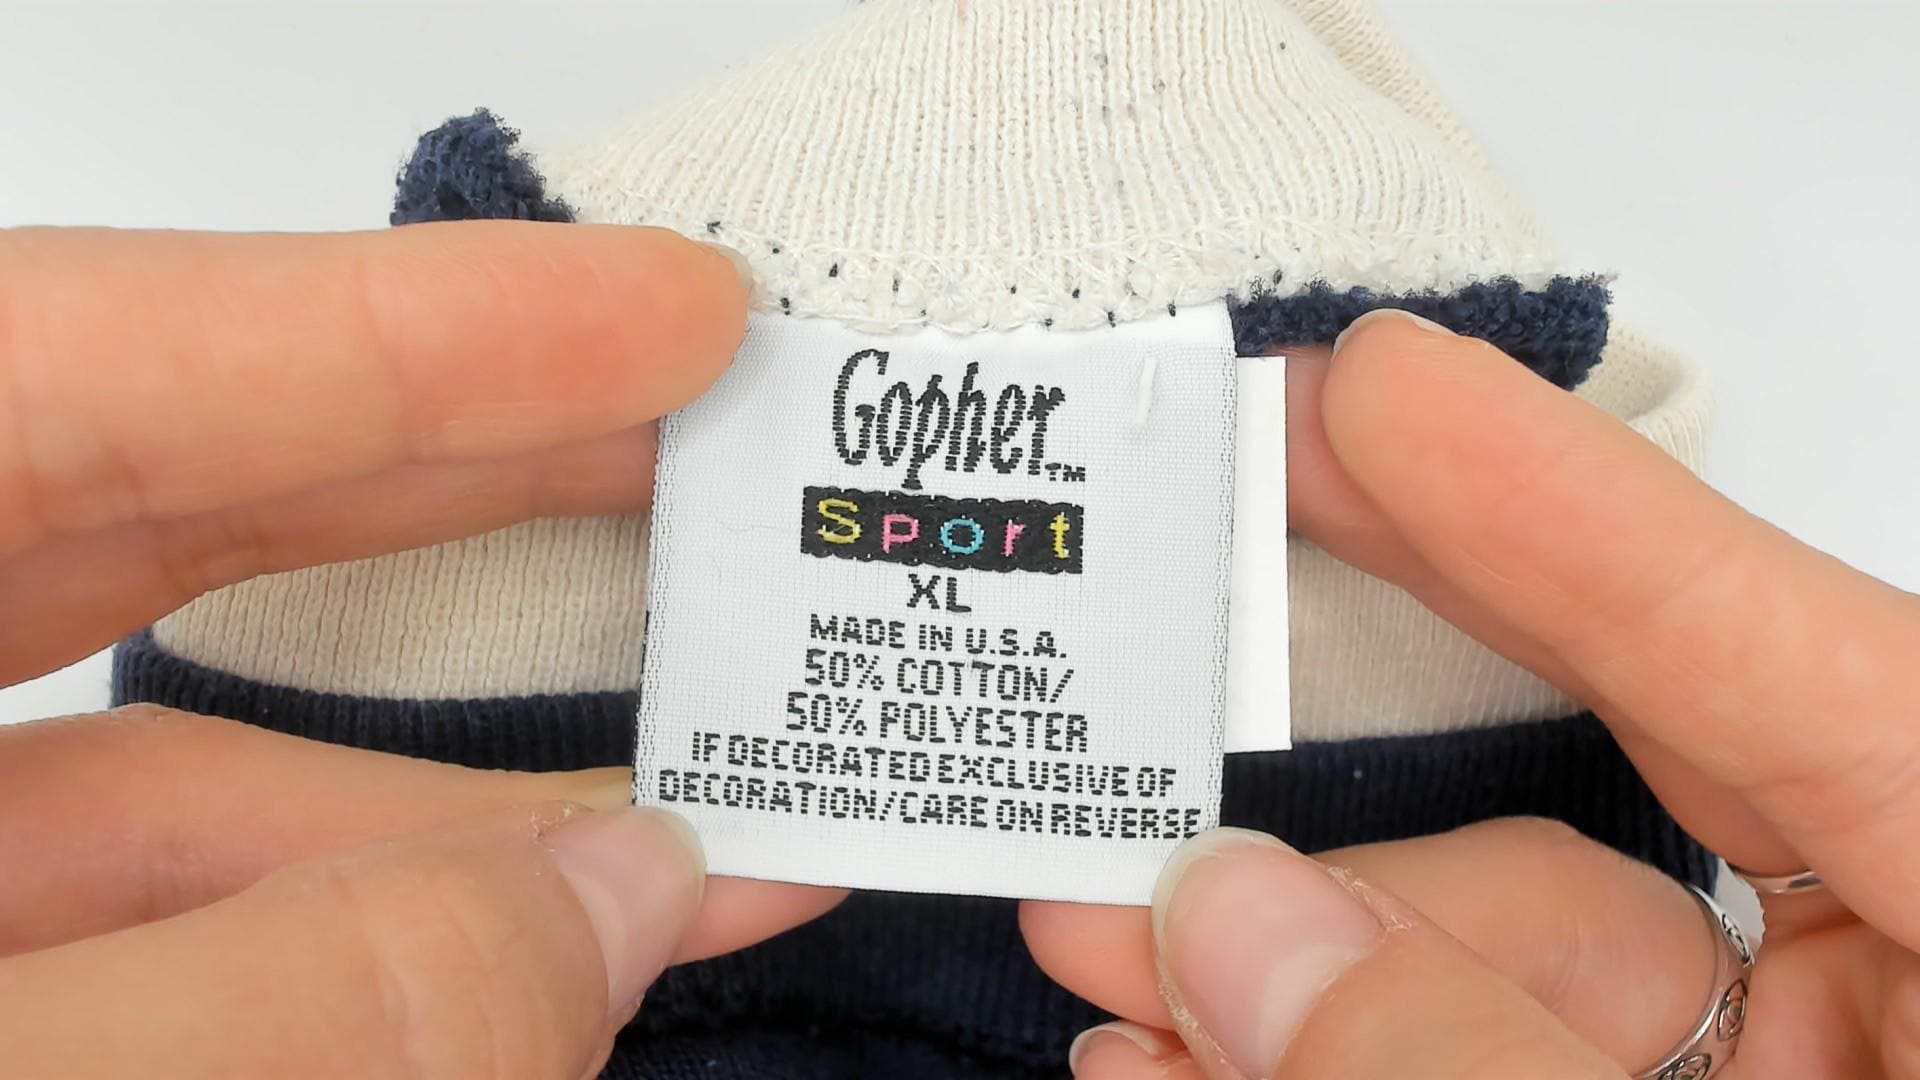 Gopher™
Sport
XL
MADE IN U.S.A.
50% COTTON/
50% POLYESTER
IF DECORATED EXCLUSIVE OF
DECORATION/CARE ON REVERSE